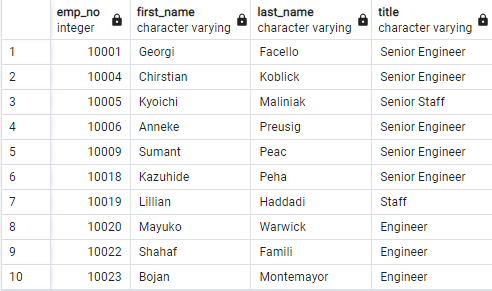 emp_no first_name last_name title
integer character varying character varying character varying
1 10001 Georgi Facello Senior Engineer
2 10004 Chirstian Koblick Senior Engineer
3 10005 Kyoichi Maliniak Senior Staff
4 10006 Anneke Preusig Senior Engineer
5 10009 Sumant Peac Senior Engineer
6 10018 Kazuhide Peha Senior Engineer
7 10019 Lillian Haddadi Staff
8 10020 Mayuko Warwick Engineer
9 10022 Shahaf Famili Engineer
10 10023 Bojan Montemayor Engineer